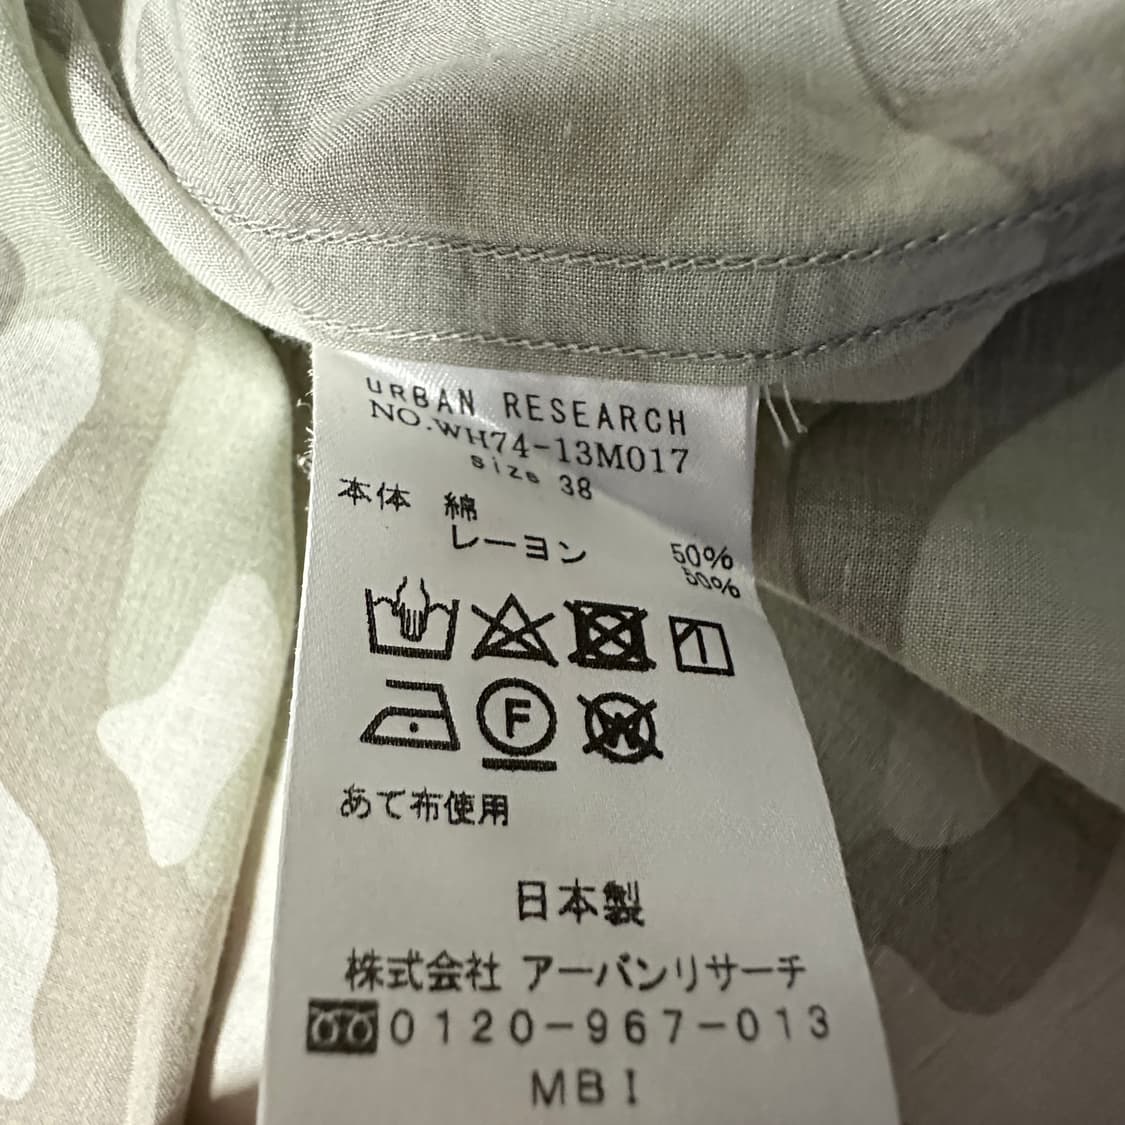 URBAN RESEARCH
NO.WH74-13M017
size 38
本体 綿 50%
レーヨン 50%
F
W
あて布使用
日本製
株式会社 アーバンリサーチ
0120-967-013
MBI